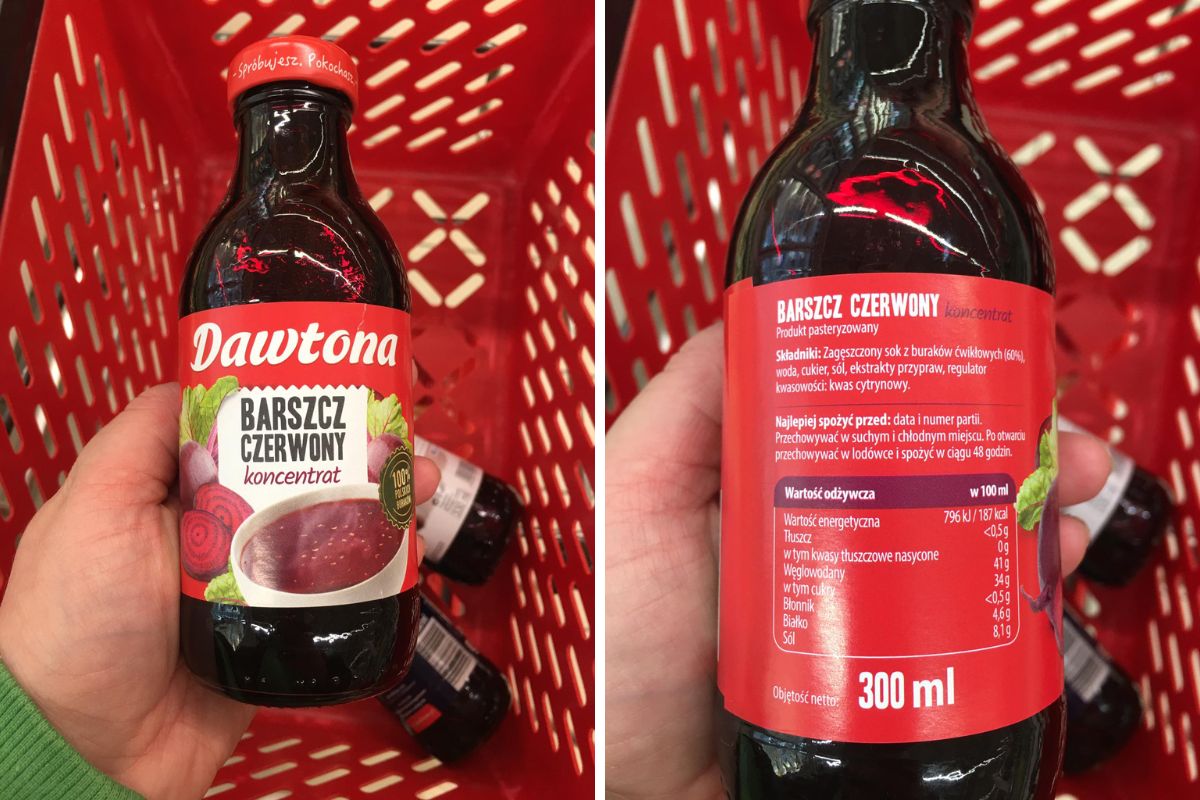 - Spróbujesz. Pokochasz
Dawtona
BARSZCZ
CZERWONY
koncentrat
100%
POLSKICH
BURAKÓW
BARSZCZ CZERWONY koncentrat
Produkt pasteryzowany
Składniki: Zagęszczony sok z buraków ćwikłowych (60%),
woda, cukier, sól, ekstrakty przypraw, regulator
kwasowości: kwas cytrynowy.
Najlepiej spożyć przed: data i numer partii.
Przechowywać w suchym i chłodnym miejscu. Po otwarciu
przechowywać w lodówce i spożyć w ciągu 48 godzin.
Wartość odżywcza w 100 ml
Wartość energetyczna 796 kJ / 187 kcal
Tłuszcz <0,5 g
w tym kwasy tłuszczowe nasycone 0 g
Węglowodany 41 g
w tym cukry 34 g
Błonnik <0,5 g
Białko 4,6 g
Sól 8,1 g
Objętość netto: 300 ml